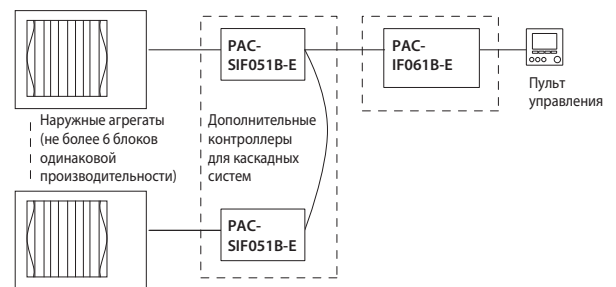 PAC-
SIF051B-E
PAC-
IF061B-E
Пульт
управления
Наружные агрегаты
(не более 6 блоков
одинаковой
производительности)
Дополнительные
контроллеры
для каскадных
систем
PAC-
SIF051B-E